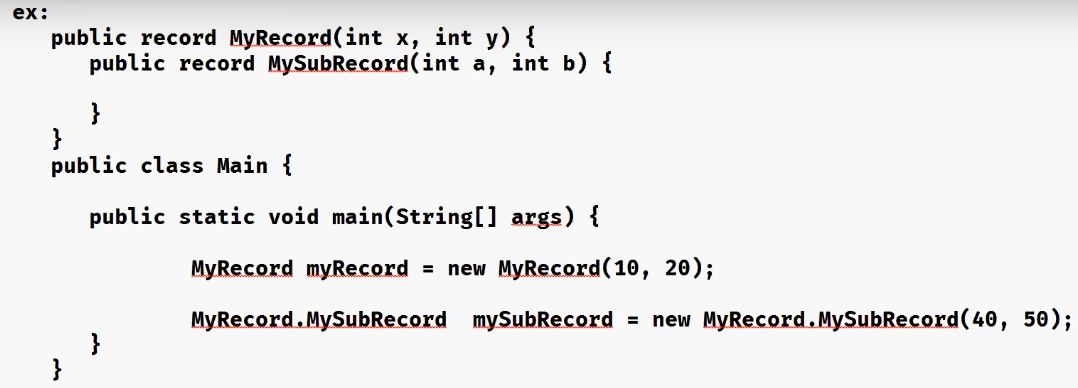 ex:
public record MyRecord(int x, int y) {
public record MySubRecord(int a, int b) {
}
}
public class Main {
public static void main(String[] args) {
MyRecord myRecord = new MyRecord(10, 20);
MyRecord.MySubRecord  mySubRecord = new MyRecord.MySubRecord(40, 50);
}
}